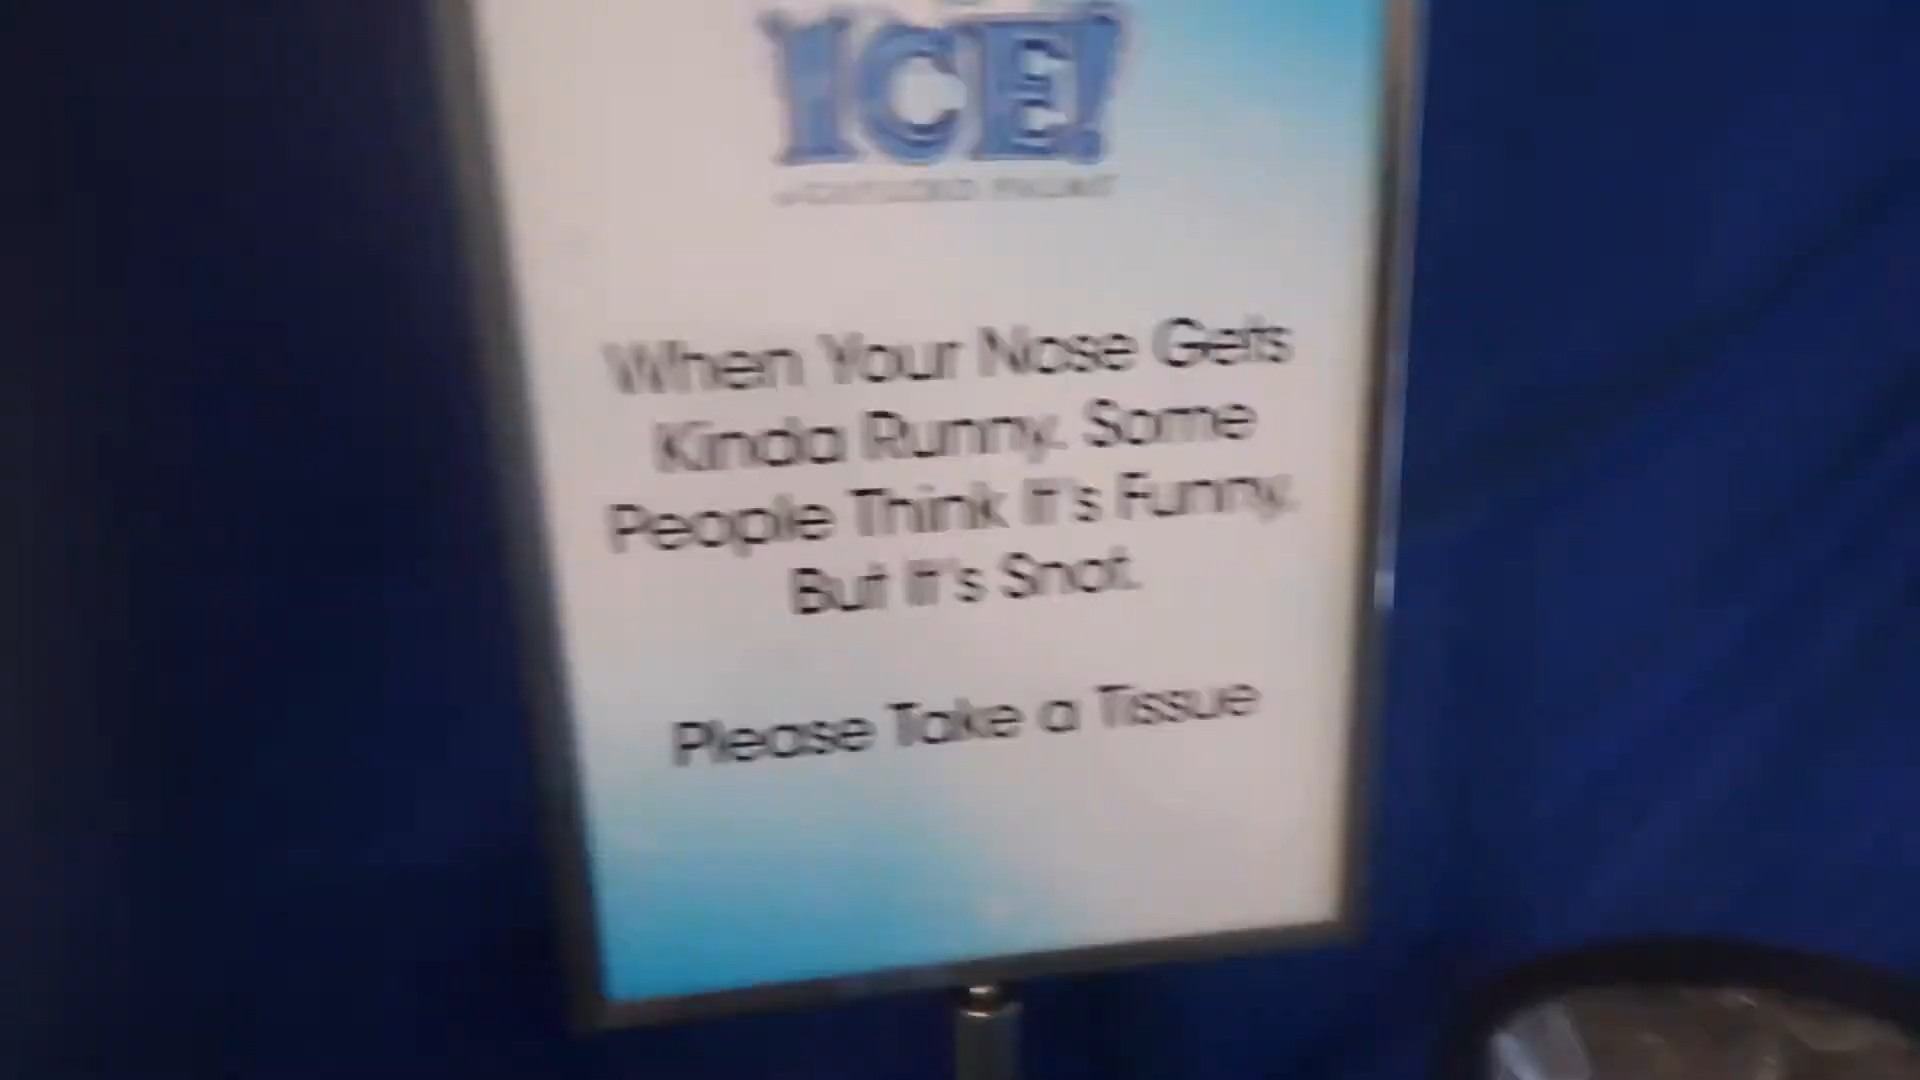 ICE!
When Your Nose Gets
Kinda Runny. Some
People Think It's Funny.
But It's Snot.
Please Take a Tissue